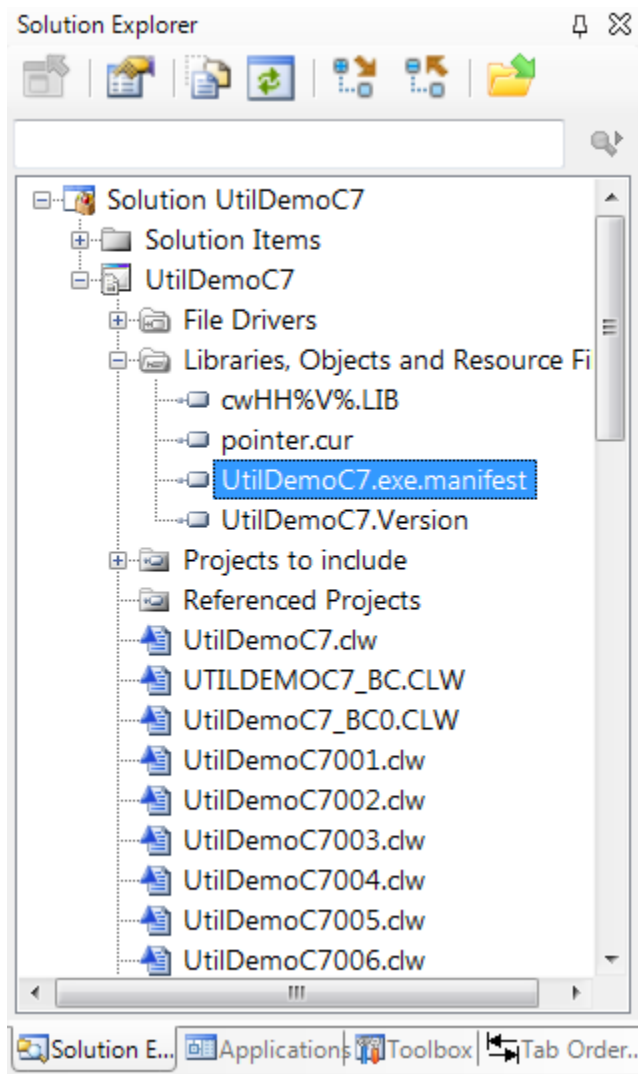 Solution Explorer
Solution UtilDemoC7
Solution Items
UtilDemoC7
File Drivers
Libraries, Objects and Resource Fi
cwHH%V%.LIB
pointer.cur
UtilDemoC7.exe.manifest
UtilDemoC7.Version
Projects to include
Referenced Projects
UtilDemoC7.clw
UTILDEMOC7_BC.CLW
UtilDemoC7_BC0.CLW
UtilDemoC7001.clw
UtilDemoC7002.clw
UtilDemoC7003.clw
UtilDemoC7004.clw
UtilDemoC7005.clw
UtilDemoC7006.clw
Solution E... Applications Toolbox Tab Order...